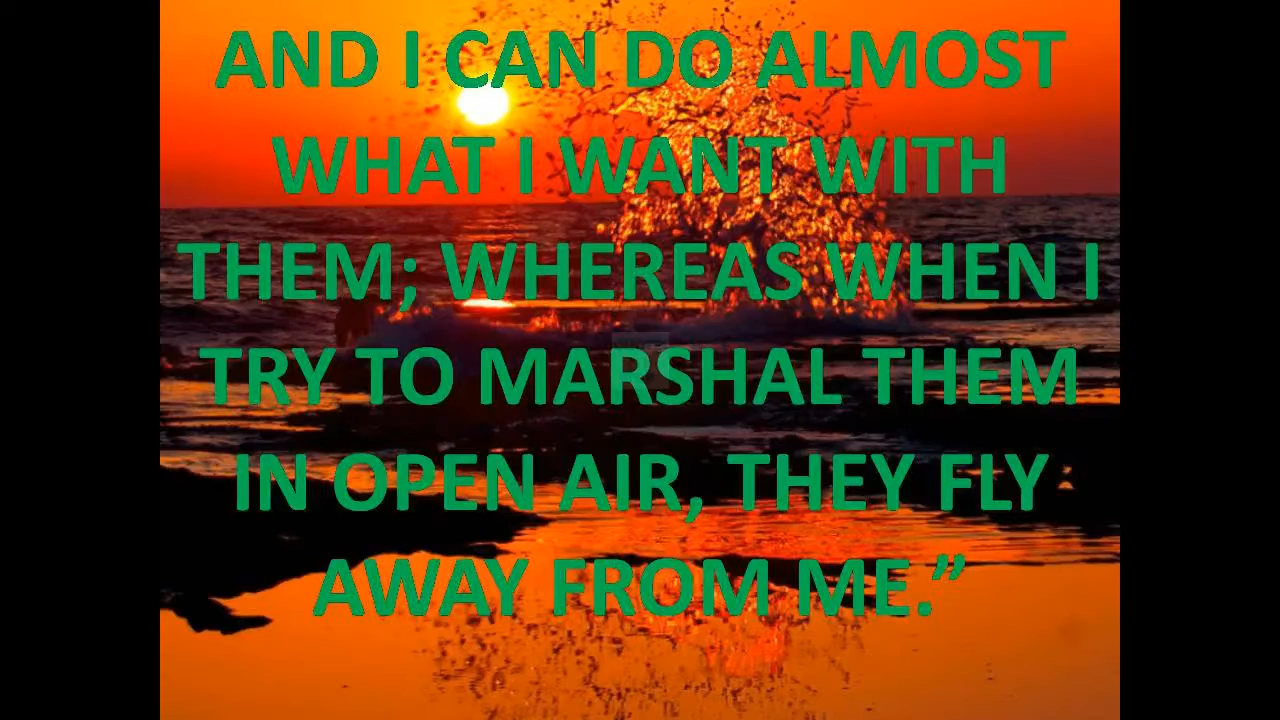 AND I CAN DO ALMOST
WHAT I WANT WITH
THEM; WHEREAS WHEN I
TRY TO MARSHAL THEM
IN OPEN AIR, THEY FLY
AWAY FROM ME.”